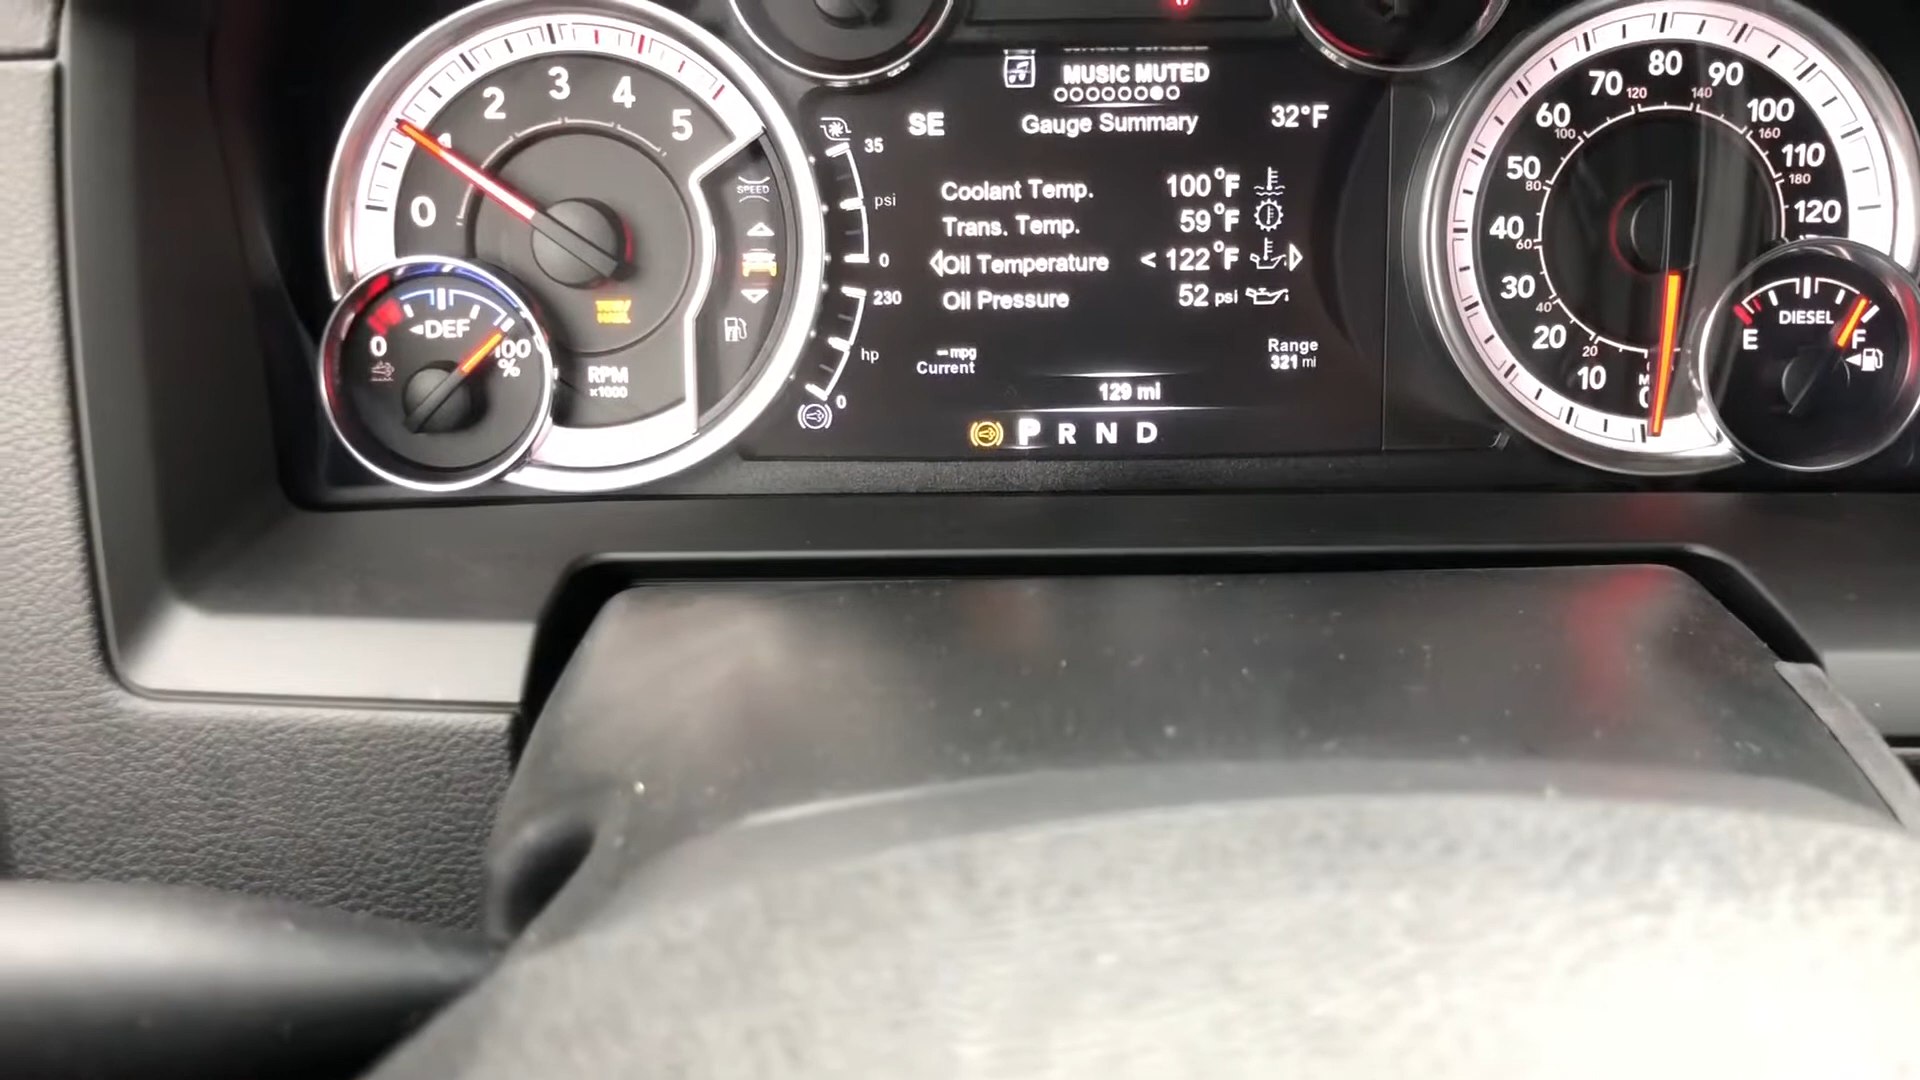 MUSIC MUTED
SE
Gauge Summary
32°F
Coolant Temp. 100°F
Trans. Temp. 59°F
Oil Temperature < 122°F
Oil Pressure 52 psi
-- mpg
Current
Range
321 mi
129 mi
P R N D
35
psi
0
230
hp
0
0
1
2
3
4
5
RPM
x1000
SPEED
DEF
0
100
%
0
10
20
30
40
50
60
70
80
90
100
110
120
20
40
60
80
100
120
140
160
180
DIESEL
E
F